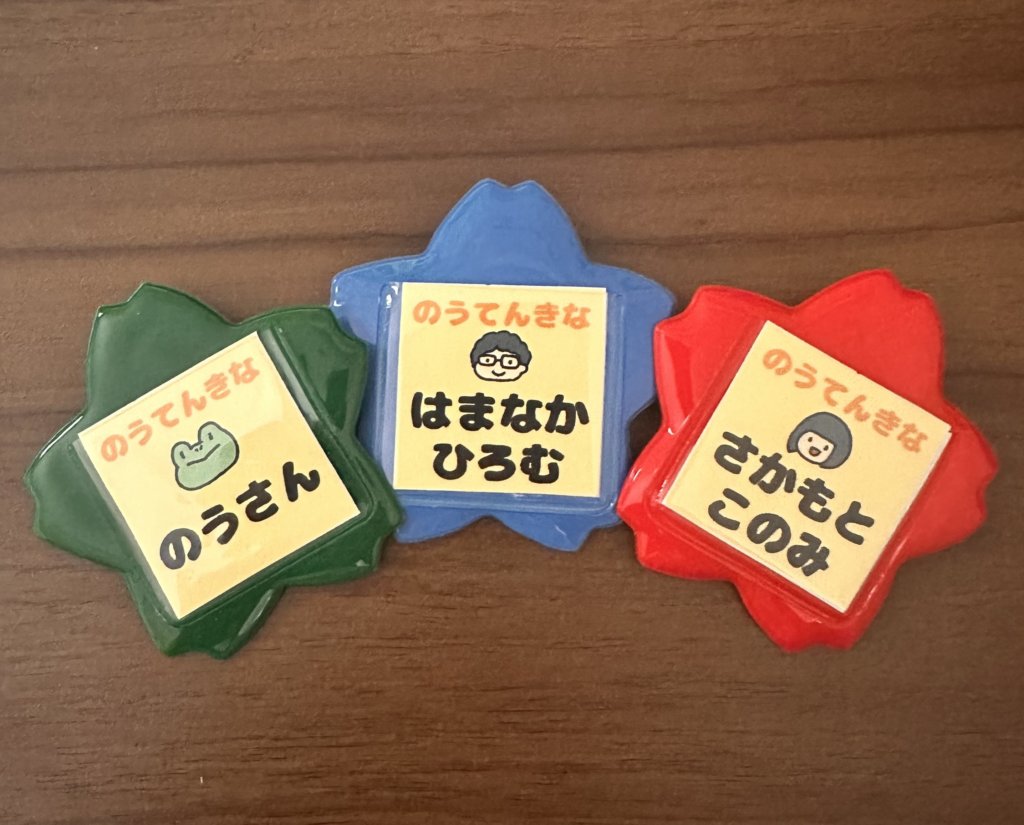 のうてんきな
のうさん
のうてんきな
はまなか
ひろむ
のうてんきな
さかもと
このみ